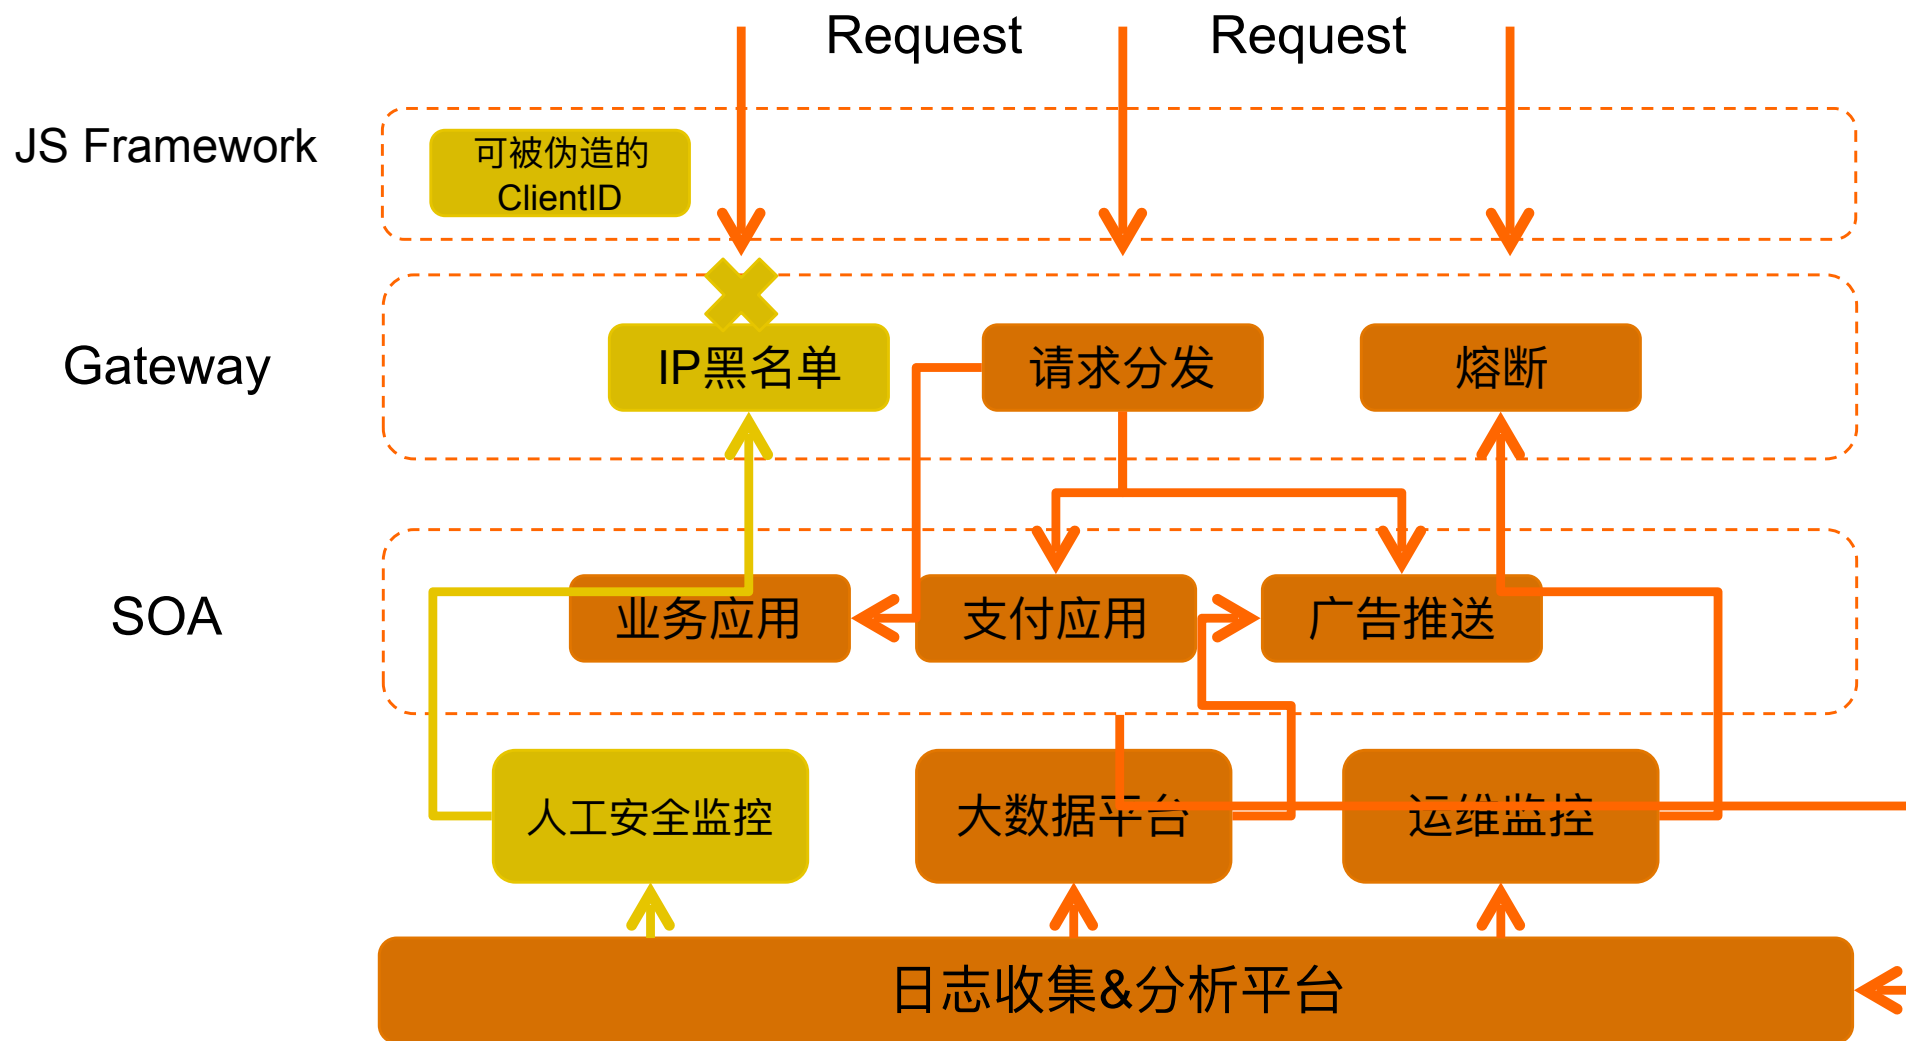 Request
Request
JS Framework
可被伪造的
ClientID
Gateway
IP黑名单
请求分发
熔断
SOA
业务应用
支付应用
广告推送
人工安全监控
大数据平台
运维监控
日志收集&分析平台